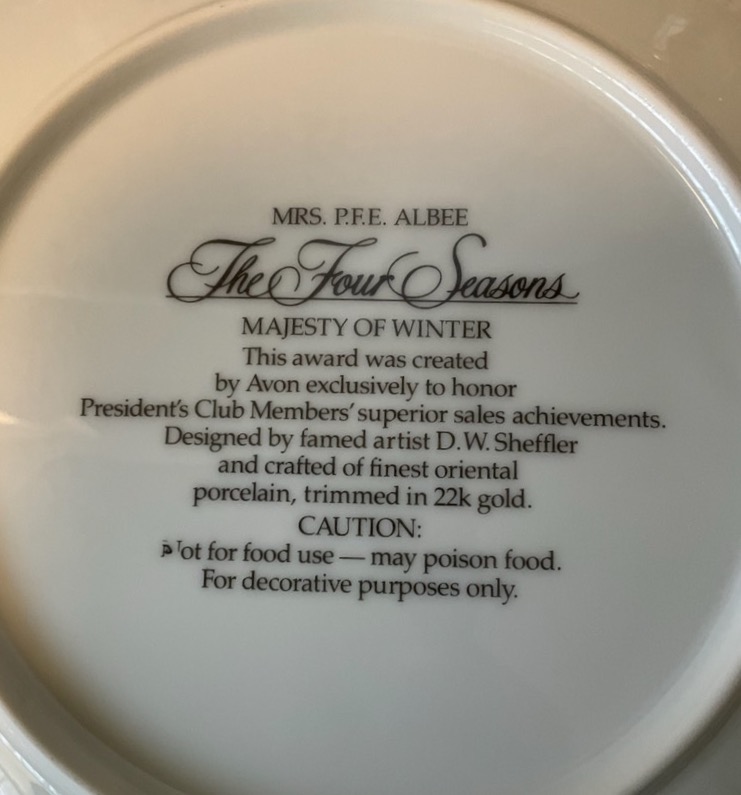 MRS. P.F.E. ALBEE
The Four Seasons
MAJESTY OF WINTER
This award was created
by Avon exclusively to honor
President's Club Members' superior sales achievements.
Designed by famed artist D.W. Sheffler
and crafted of finest oriental
porcelain, trimmed in 22k gold.
CAUTION:
Not for food use — may poison food.
For decorative purposes only.